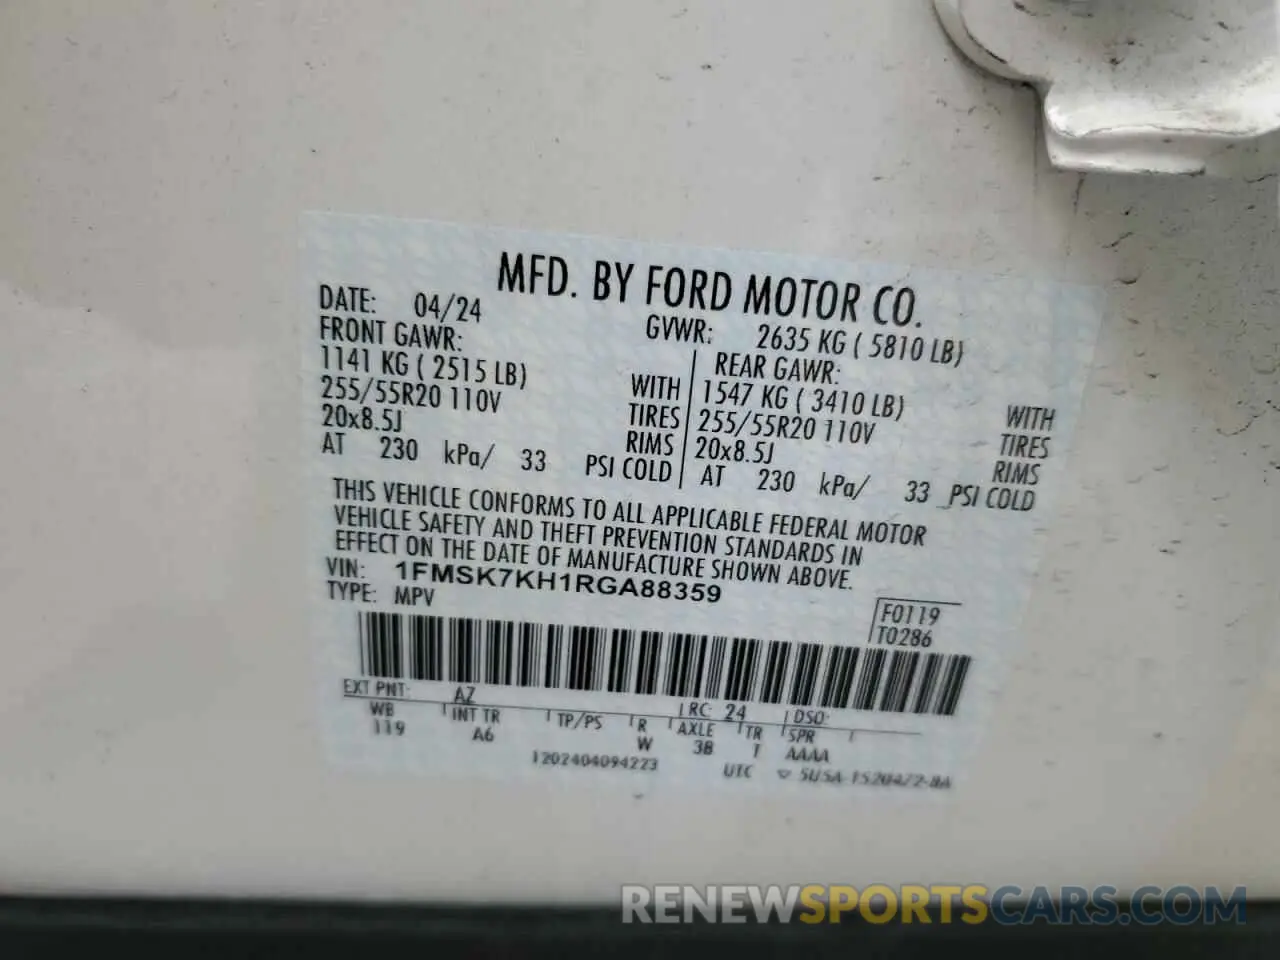 MFD. BY FORD MOTOR CO.
DATE: 04/24 GVWR: 2635 KG ( 5810 LB)
FRONT GAWR: REAR GAWR:
1141 KG ( 2515 LB) WITH 1547 KG ( 3410 LB) WITH
255/55R20 110V TIRES 255/55R20 110V TIRES
20x8.5J RIMS 20x8.5J RIMS
AT 230 kPa/ 33 PSI COLD AT 230 kPa/ 33 PSI COLD
THIS VEHICLE CONFORMS TO ALL APPLICABLE FEDERAL MOTOR
VEHICLE SAFETY AND THEFT PREVENTION STANDARDS IN
EFFECT ON THE DATE OF MANUFACTURE SHOWN ABOVE.
VIN: 1FMSK7KH1RGA88359
TYPE: MPV
F0119
T0286
EXT PNT: AZ RC: 24 DSO:
WB INT TR TP/PS R AXLE TR SPR
119 A6 W 3B T AAAA
1202404094223 UTC
RENEWSPORTSCARS.COM